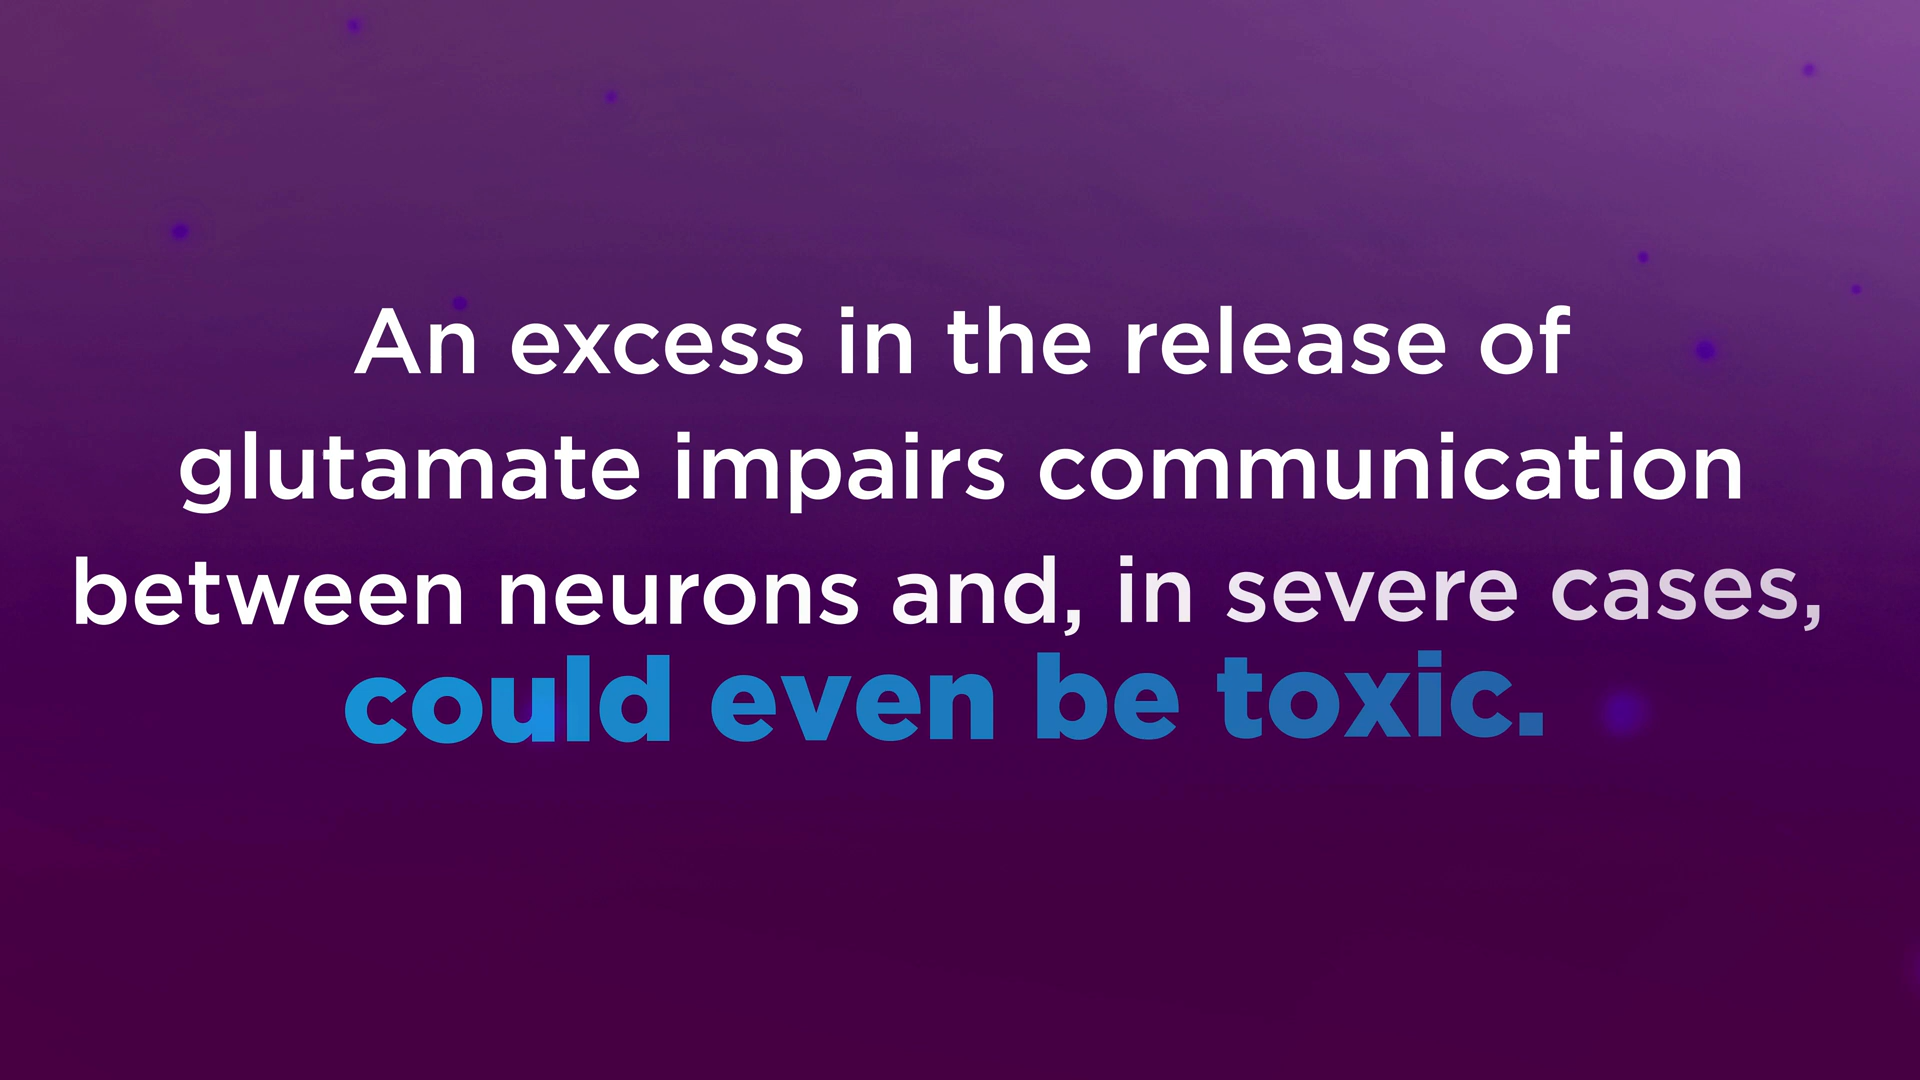 An excess in the release of
glutamate impairs communication
between neurons and, in severe cases,
could even be toxic.